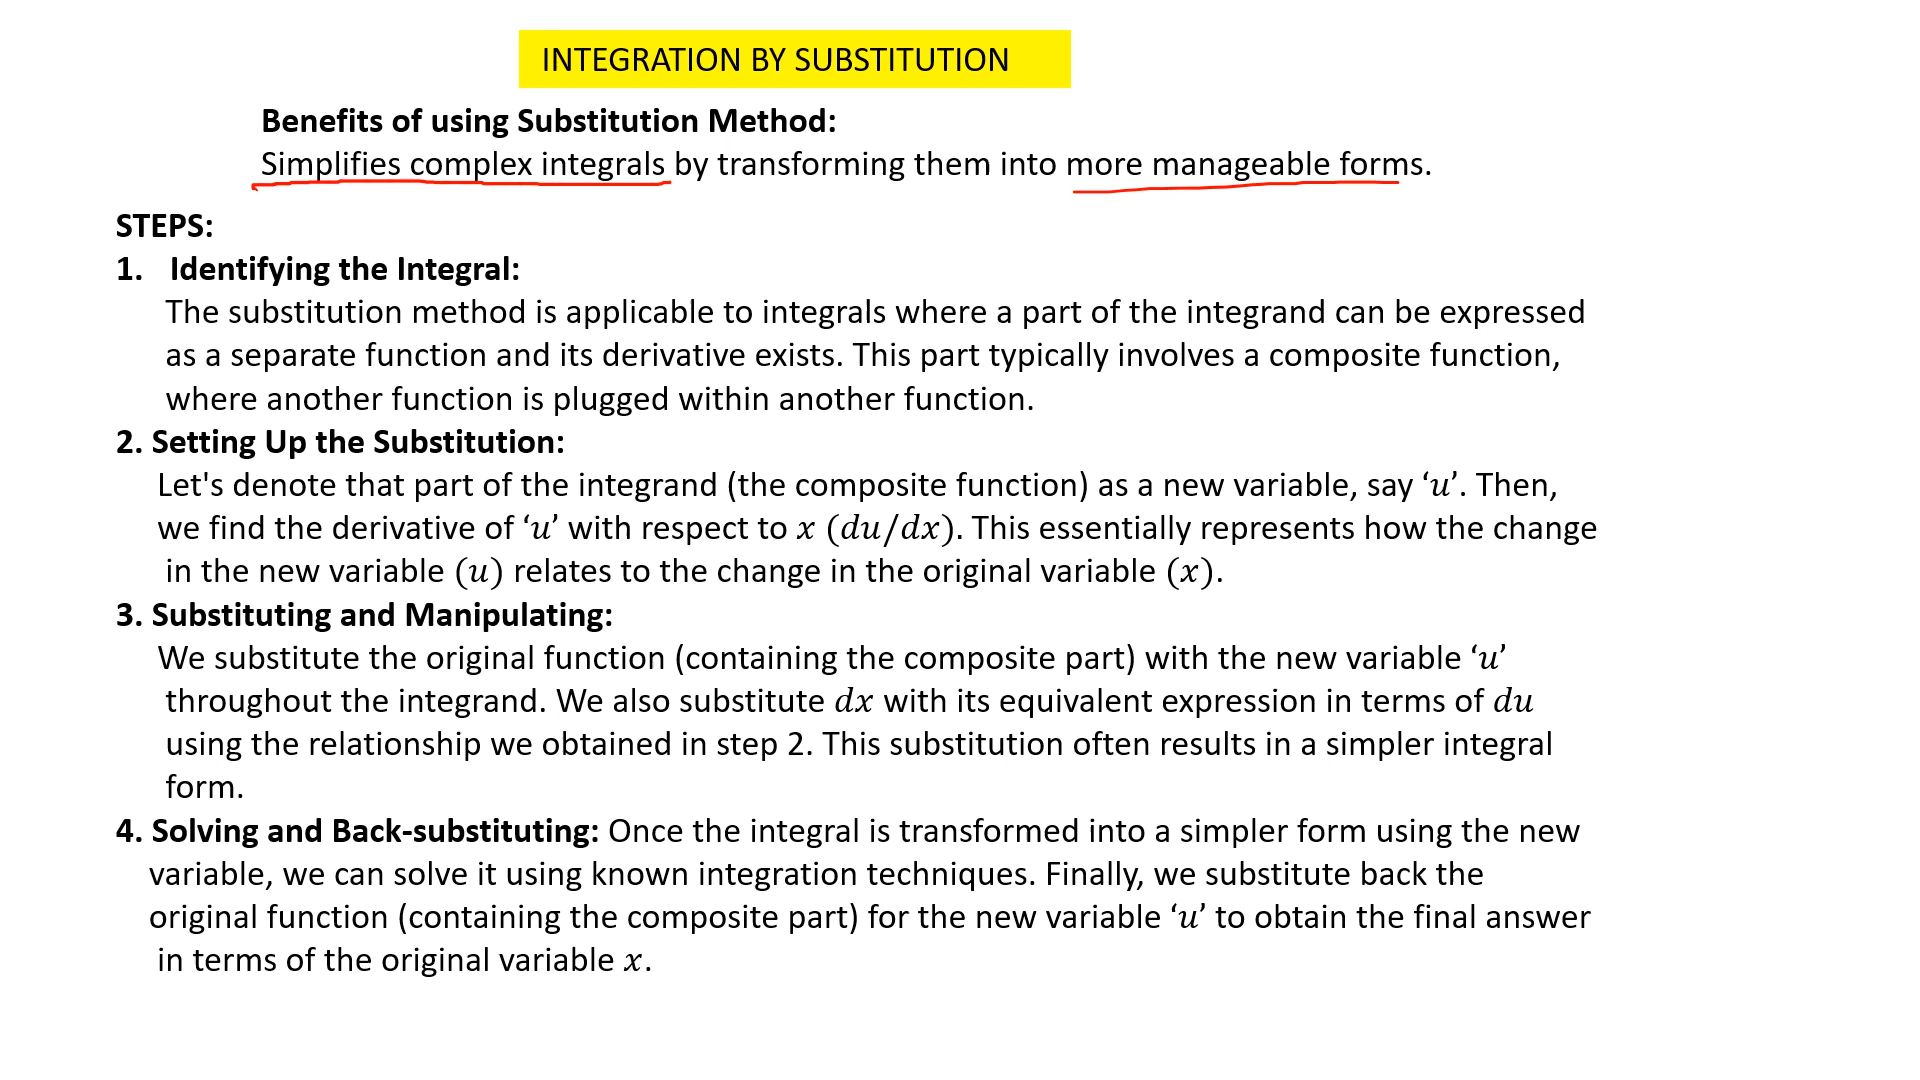 INTEGRATION BY SUBSTITUTION
Benefits of using Substitution Method:
Simplifies complex integrals by transforming them into more manageable forms.
STEPS:
1. Identifying the Integral:
The substitution method is applicable to integrals where a part of the integrand can be expressed
as a separate function and its derivative exists. This part typically involves a composite function,
where another function is plugged within another function.
2. Setting Up the Substitution:
Let's denote that part of the integrand (the composite function) as a new variable, say ‘𝑢’. Then,
we find the derivative of ‘𝑢’ with respect to 𝑥 (𝑑𝑢/𝑑𝑥). This essentially represents how the change
in the new variable (𝑢) relates to the change in the original variable (𝑥).
3. Substituting and Manipulating:
We substitute the original function (containing the composite part) with the new variable ‘𝑢’
throughout the integrand. We also substitute 𝑑𝑥 with its equivalent expression in terms of 𝑑𝑢
using the relationship we obtained in step 2. This substitution often results in a simpler integral
form.
4. Solving and Back-substituting: Once the integral is transformed into a simpler form using the new
variable, we can solve it using known integration techniques. Finally, we substitute back the
original function (containing the composite part) for the new variable ‘𝑢’ to obtain the final answer
in terms of the original variable 𝑥.